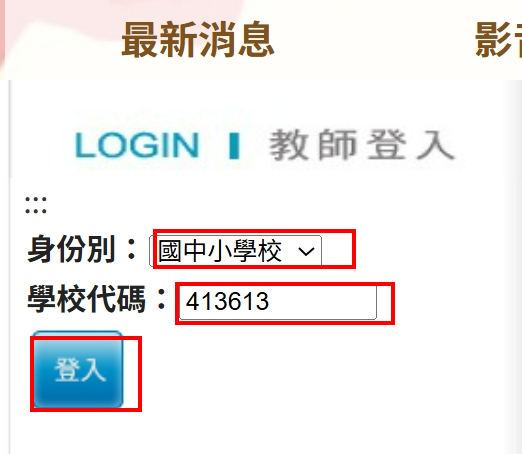 最新消息
LOGIN 教師登入
:::
身份別： 國中小學校
學校代碼： 413613
登入